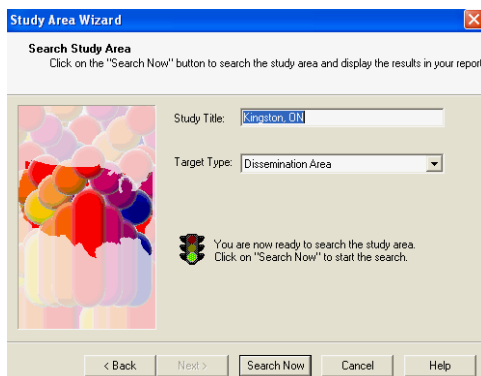 Study Area Wizard
Search Study Area
Click on the "Search Now" button to search the study area and display the results in your report
Study Title: Kingston, ON
Target Type: Dissemination Area
You are now ready to search the study area.
Click on "Search Now" to start the search.
< Back Next > Search Now Cancel Help